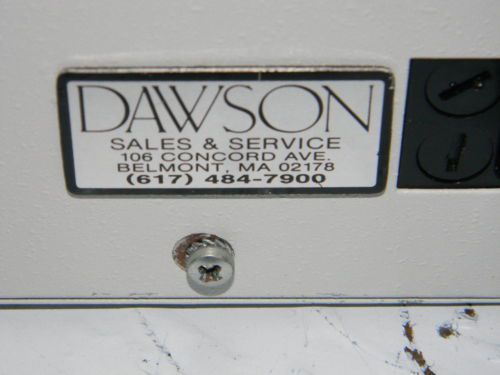 DAWSON
SALES & SERVICE
106 CONCORD AVE.
BELMONT, MA 02178
(617) 484-7900